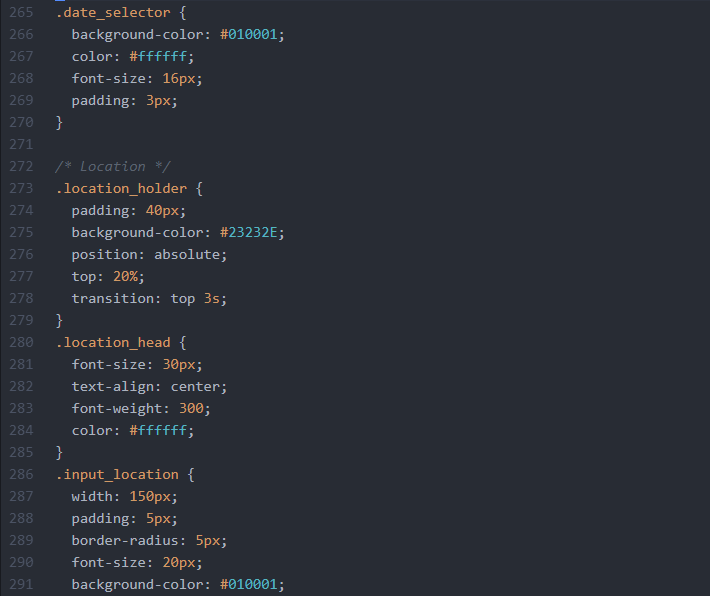 265 .date_selector {
266   background-color: #010001;
267   color: #ffffff;
268   font-size: 16px;
269   padding: 3px;
270 }
271
272 /* Location */
273 .location_holder {
274   padding: 40px;
275   background-color: #23232E;
276   position: absolute;
277   top: 20%;
278   transition: top 3s;
279 }
280 .location_head {
281   font-size: 30px;
282   text-align: center;
283   font-weight: 300;
284   color: #ffffff;
285 }
286 .input_location {
287   width: 150px;
288   padding: 5px;
289   border-radius: 5px;
290   font-size: 20px;
291   background-color: #010001;